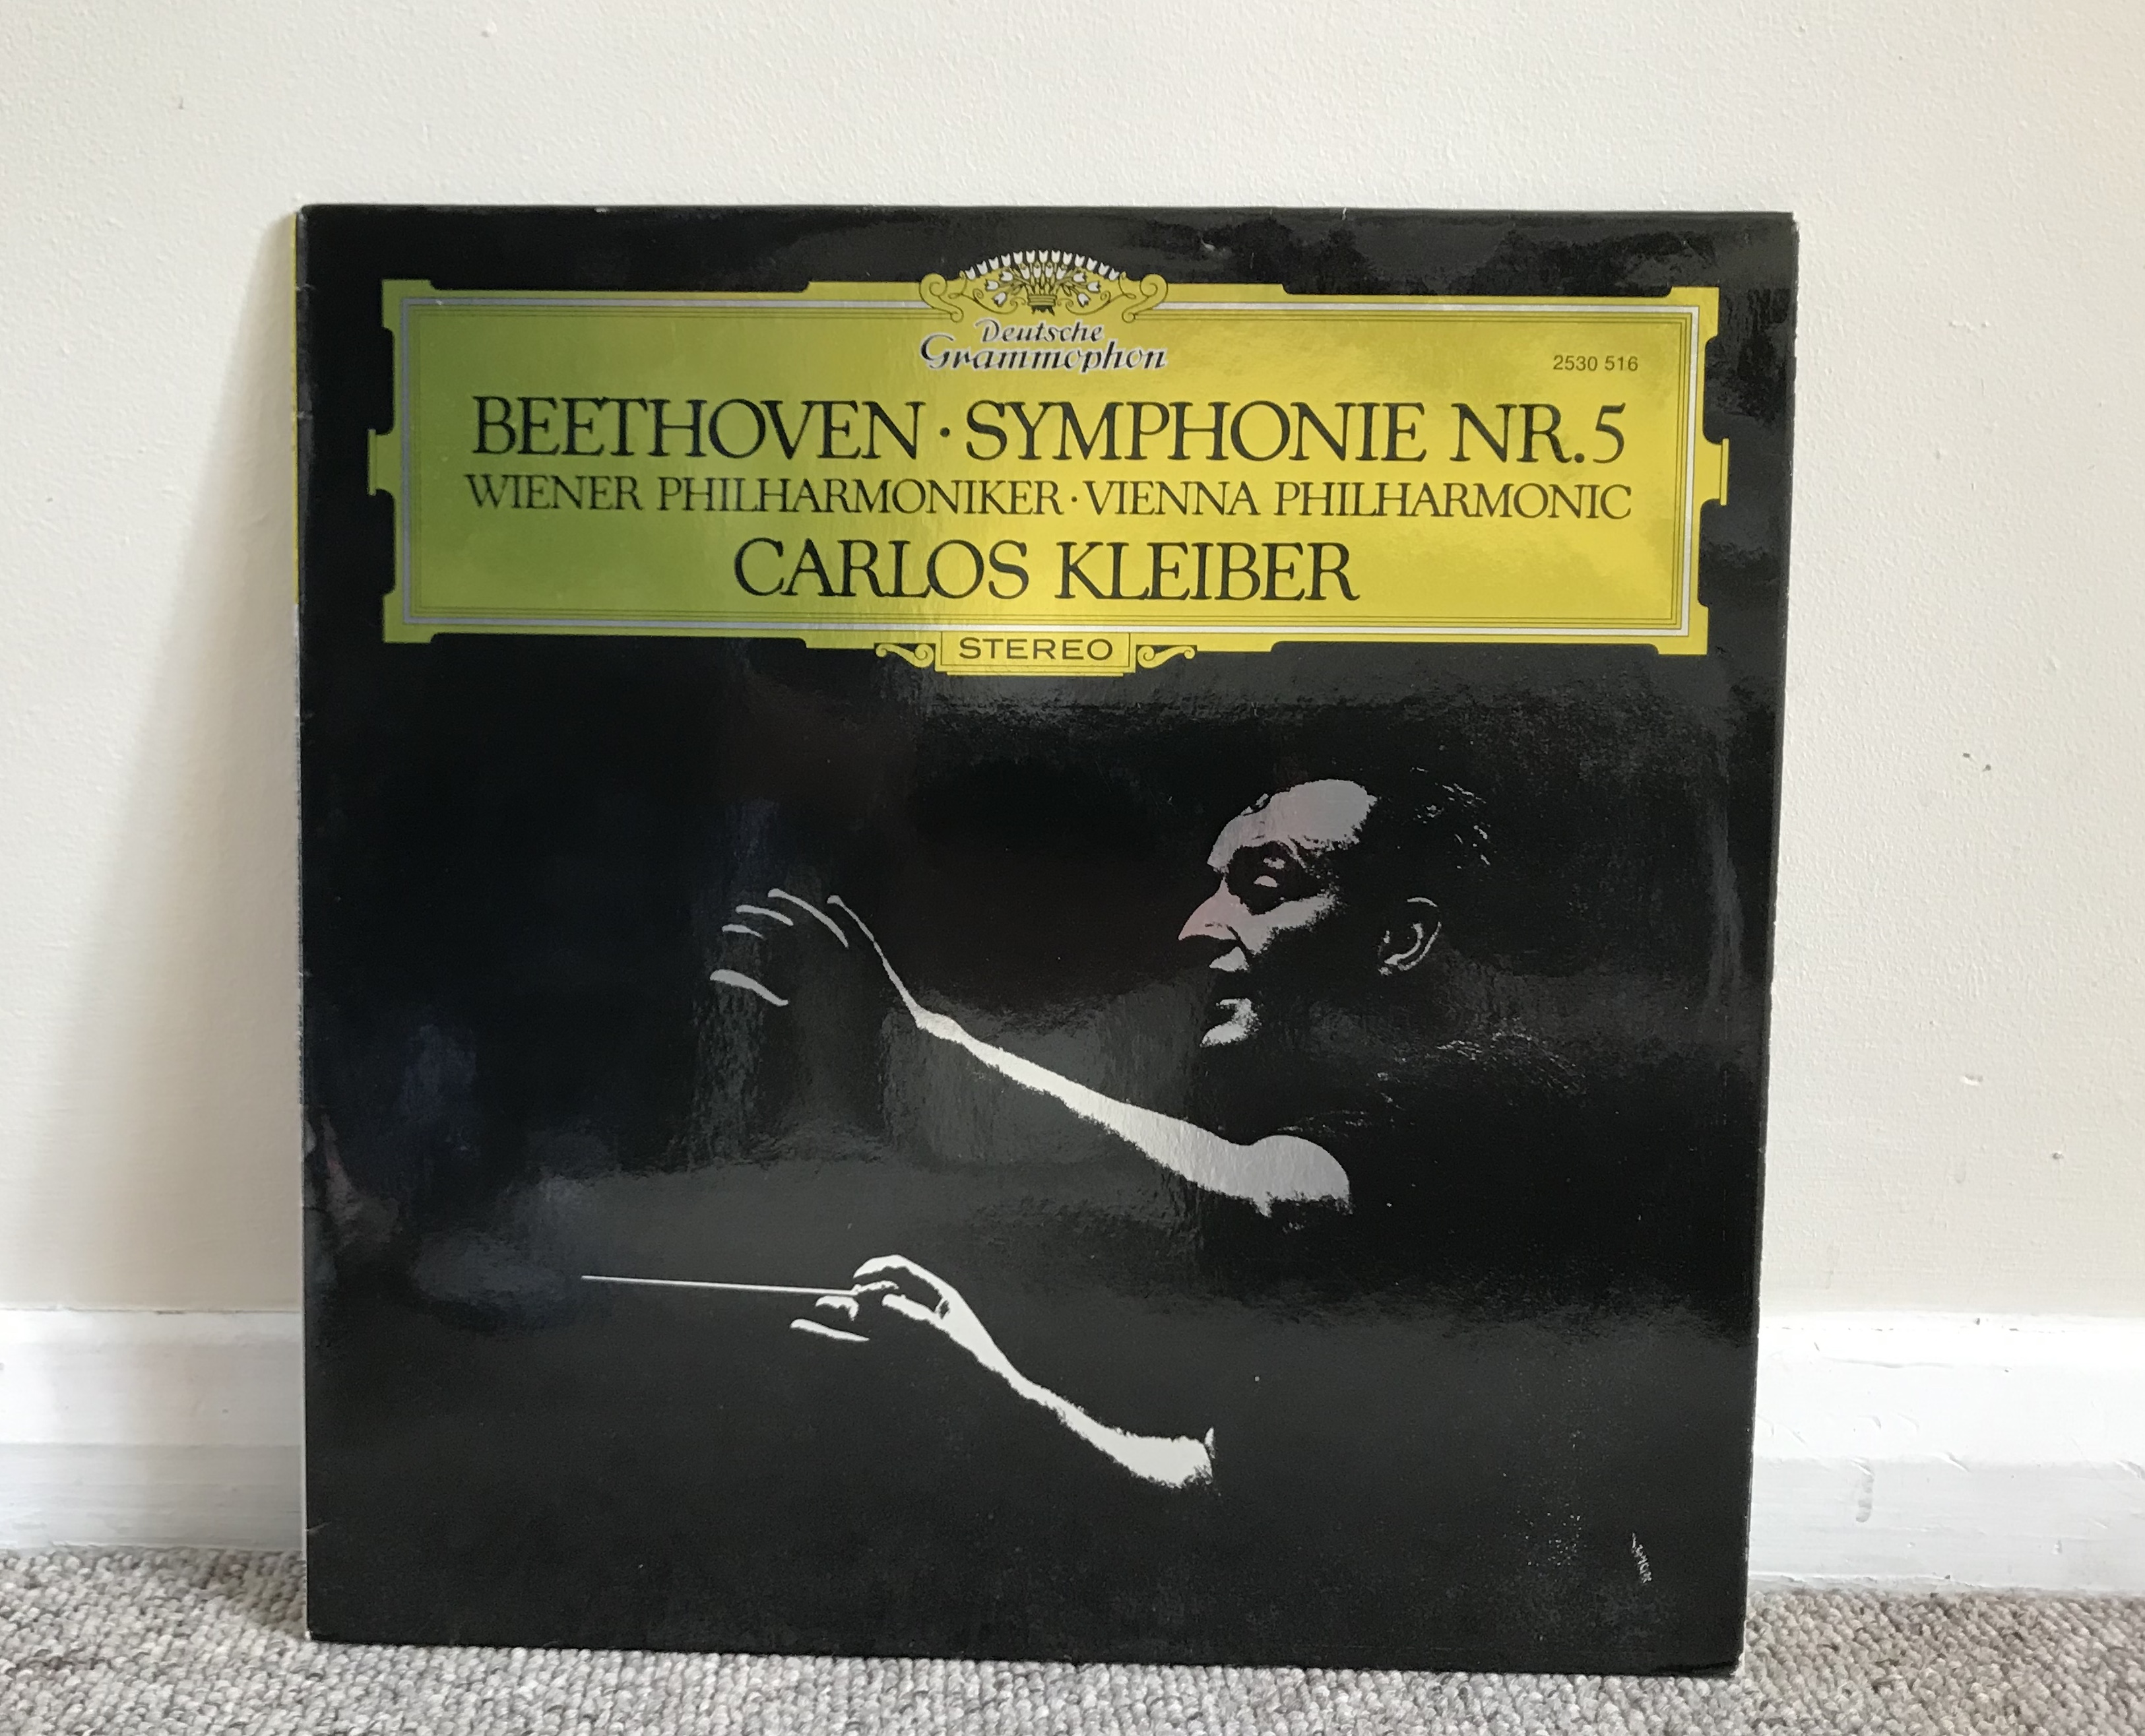 Deutsche
Grammophon
2530 516
BEETHOVEN · SYMPHONIE NR. 5
WIENER PHILHARMONIKER · VIENNA PHILHARMONIC
CARLOS KLEIBER
STEREO